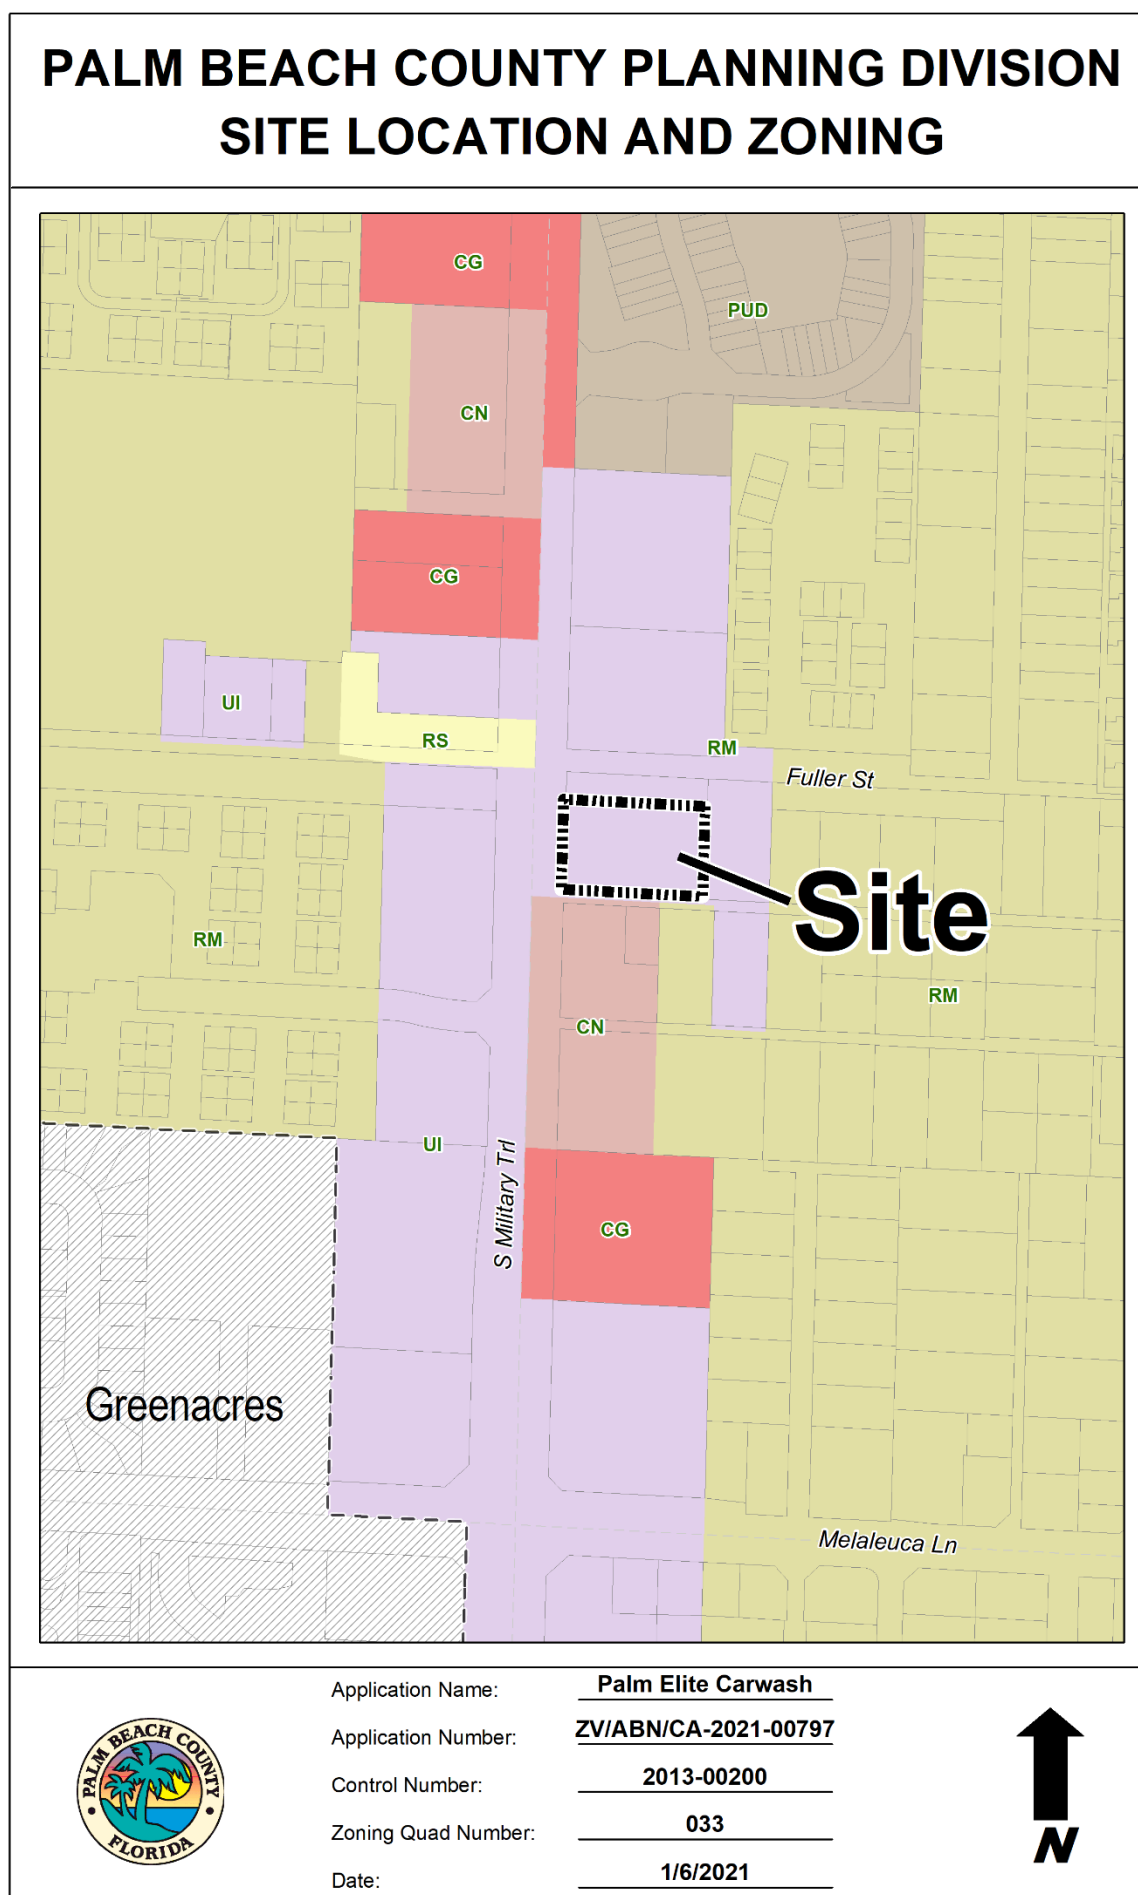 PALM BEACH COUNTY PLANNING DIVISION
SITE LOCATION AND ZONING
CG
PUD
CN
CG
UI
RS
RM
Fuller St
Site
RM
RM
CN
UI
S Military Trl
CG
Greenacres
Melaleuca Ln
Application Name: Palm Elite Carwash
Application Number: ZV/ABN/CA-2021-00797
Control Number: 2013-00200
Zoning Quad Number: 033
Date: 1/6/2021
PALM BEACH COUNTY
FLORIDA
N